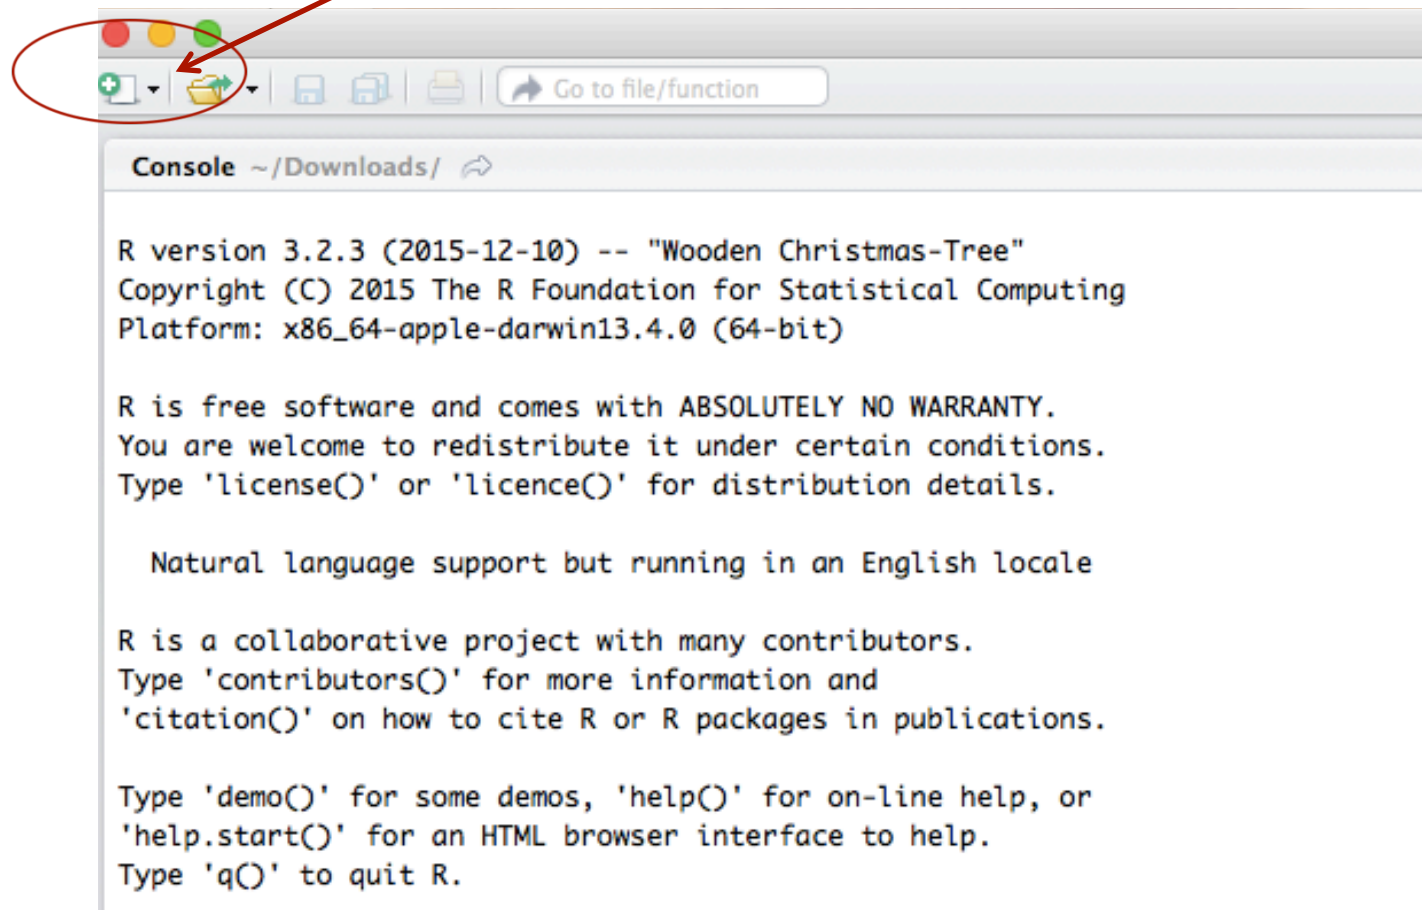 Go to file/function
Console ~/Downloads/
R version 3.2.3 (2015-12-10) -- "Wooden Christmas-Tree"
Copyright (C) 2015 The R Foundation for Statistical Computing
Platform: x86_64-apple-darwin13.4.0 (64-bit)
R is free software and comes with ABSOLUTELY NO WARRANTY.
You are welcome to redistribute it under certain conditions.
Type 'license()' or 'licence()' for distribution details.
Natural language support but running in an English locale
R is a collaborative project with many contributors.
Type 'contributors()' for more information and
'citation()' on how to cite R or R packages in publications.
Type 'demo()' for some demos, 'help()' for on-line help, or
'help.start()' for an HTML browser interface to help.
Type 'q()' to quit R.